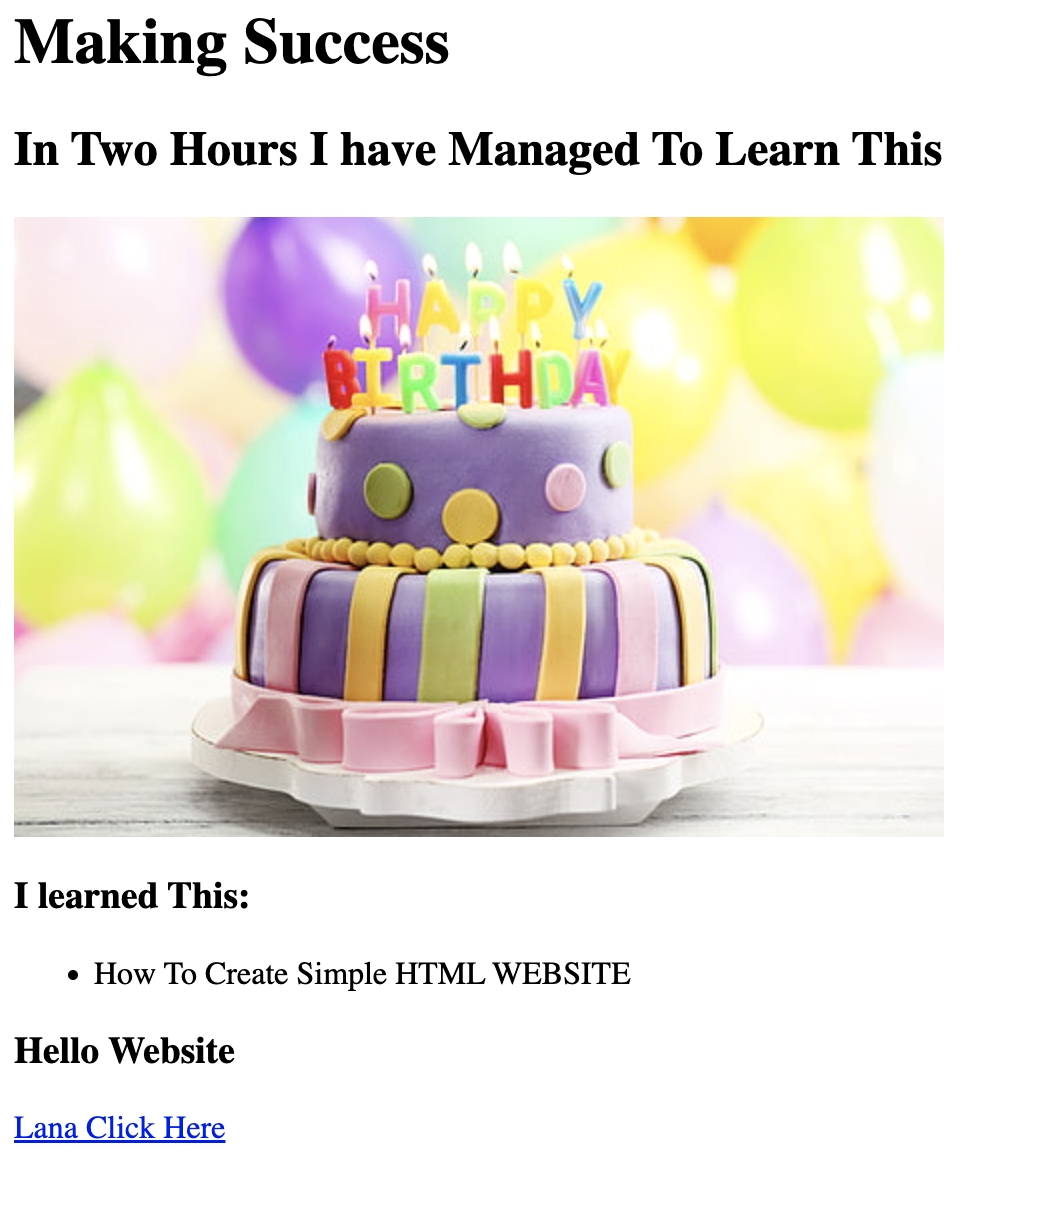 Making Success
In Two Hours I have Managed To Learn This
HAPPY
BIRTHDAY
I learned This:
How To Create Simple HTML WEBSITE
Hello Website
Lana Click Here